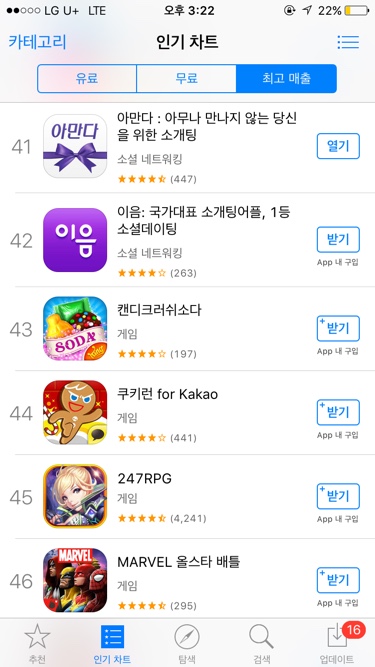 LG U+ LTE 오후 3:22 22%
카테고리 인기 차트
유료 무료 최고 매출
41 아만다 아만다 : 아무나 만나지 않는 당신
을 위한 소개팅
소셜 네트워킹
(447)
열기
42 이음 이음: 국가대표 소개팅어플, 1등
소셜데이팅
소셜 네트워킹
(263)
받기
App 내 구입
43 SODA King 캔디크러쉬소다
게임
(197)
+받기
App 내 구입
44 쿠키런 for Kakao
게임
(441)
+받기
App 내 구입
45 247RPG
게임
(4,241)
+받기
App 내 구입
46 MARVEL MARVEL 올스타 배틀
게임
(295)
+받기
App 내 구입
추천 인기 차트 탐색 검색 업데이트 16